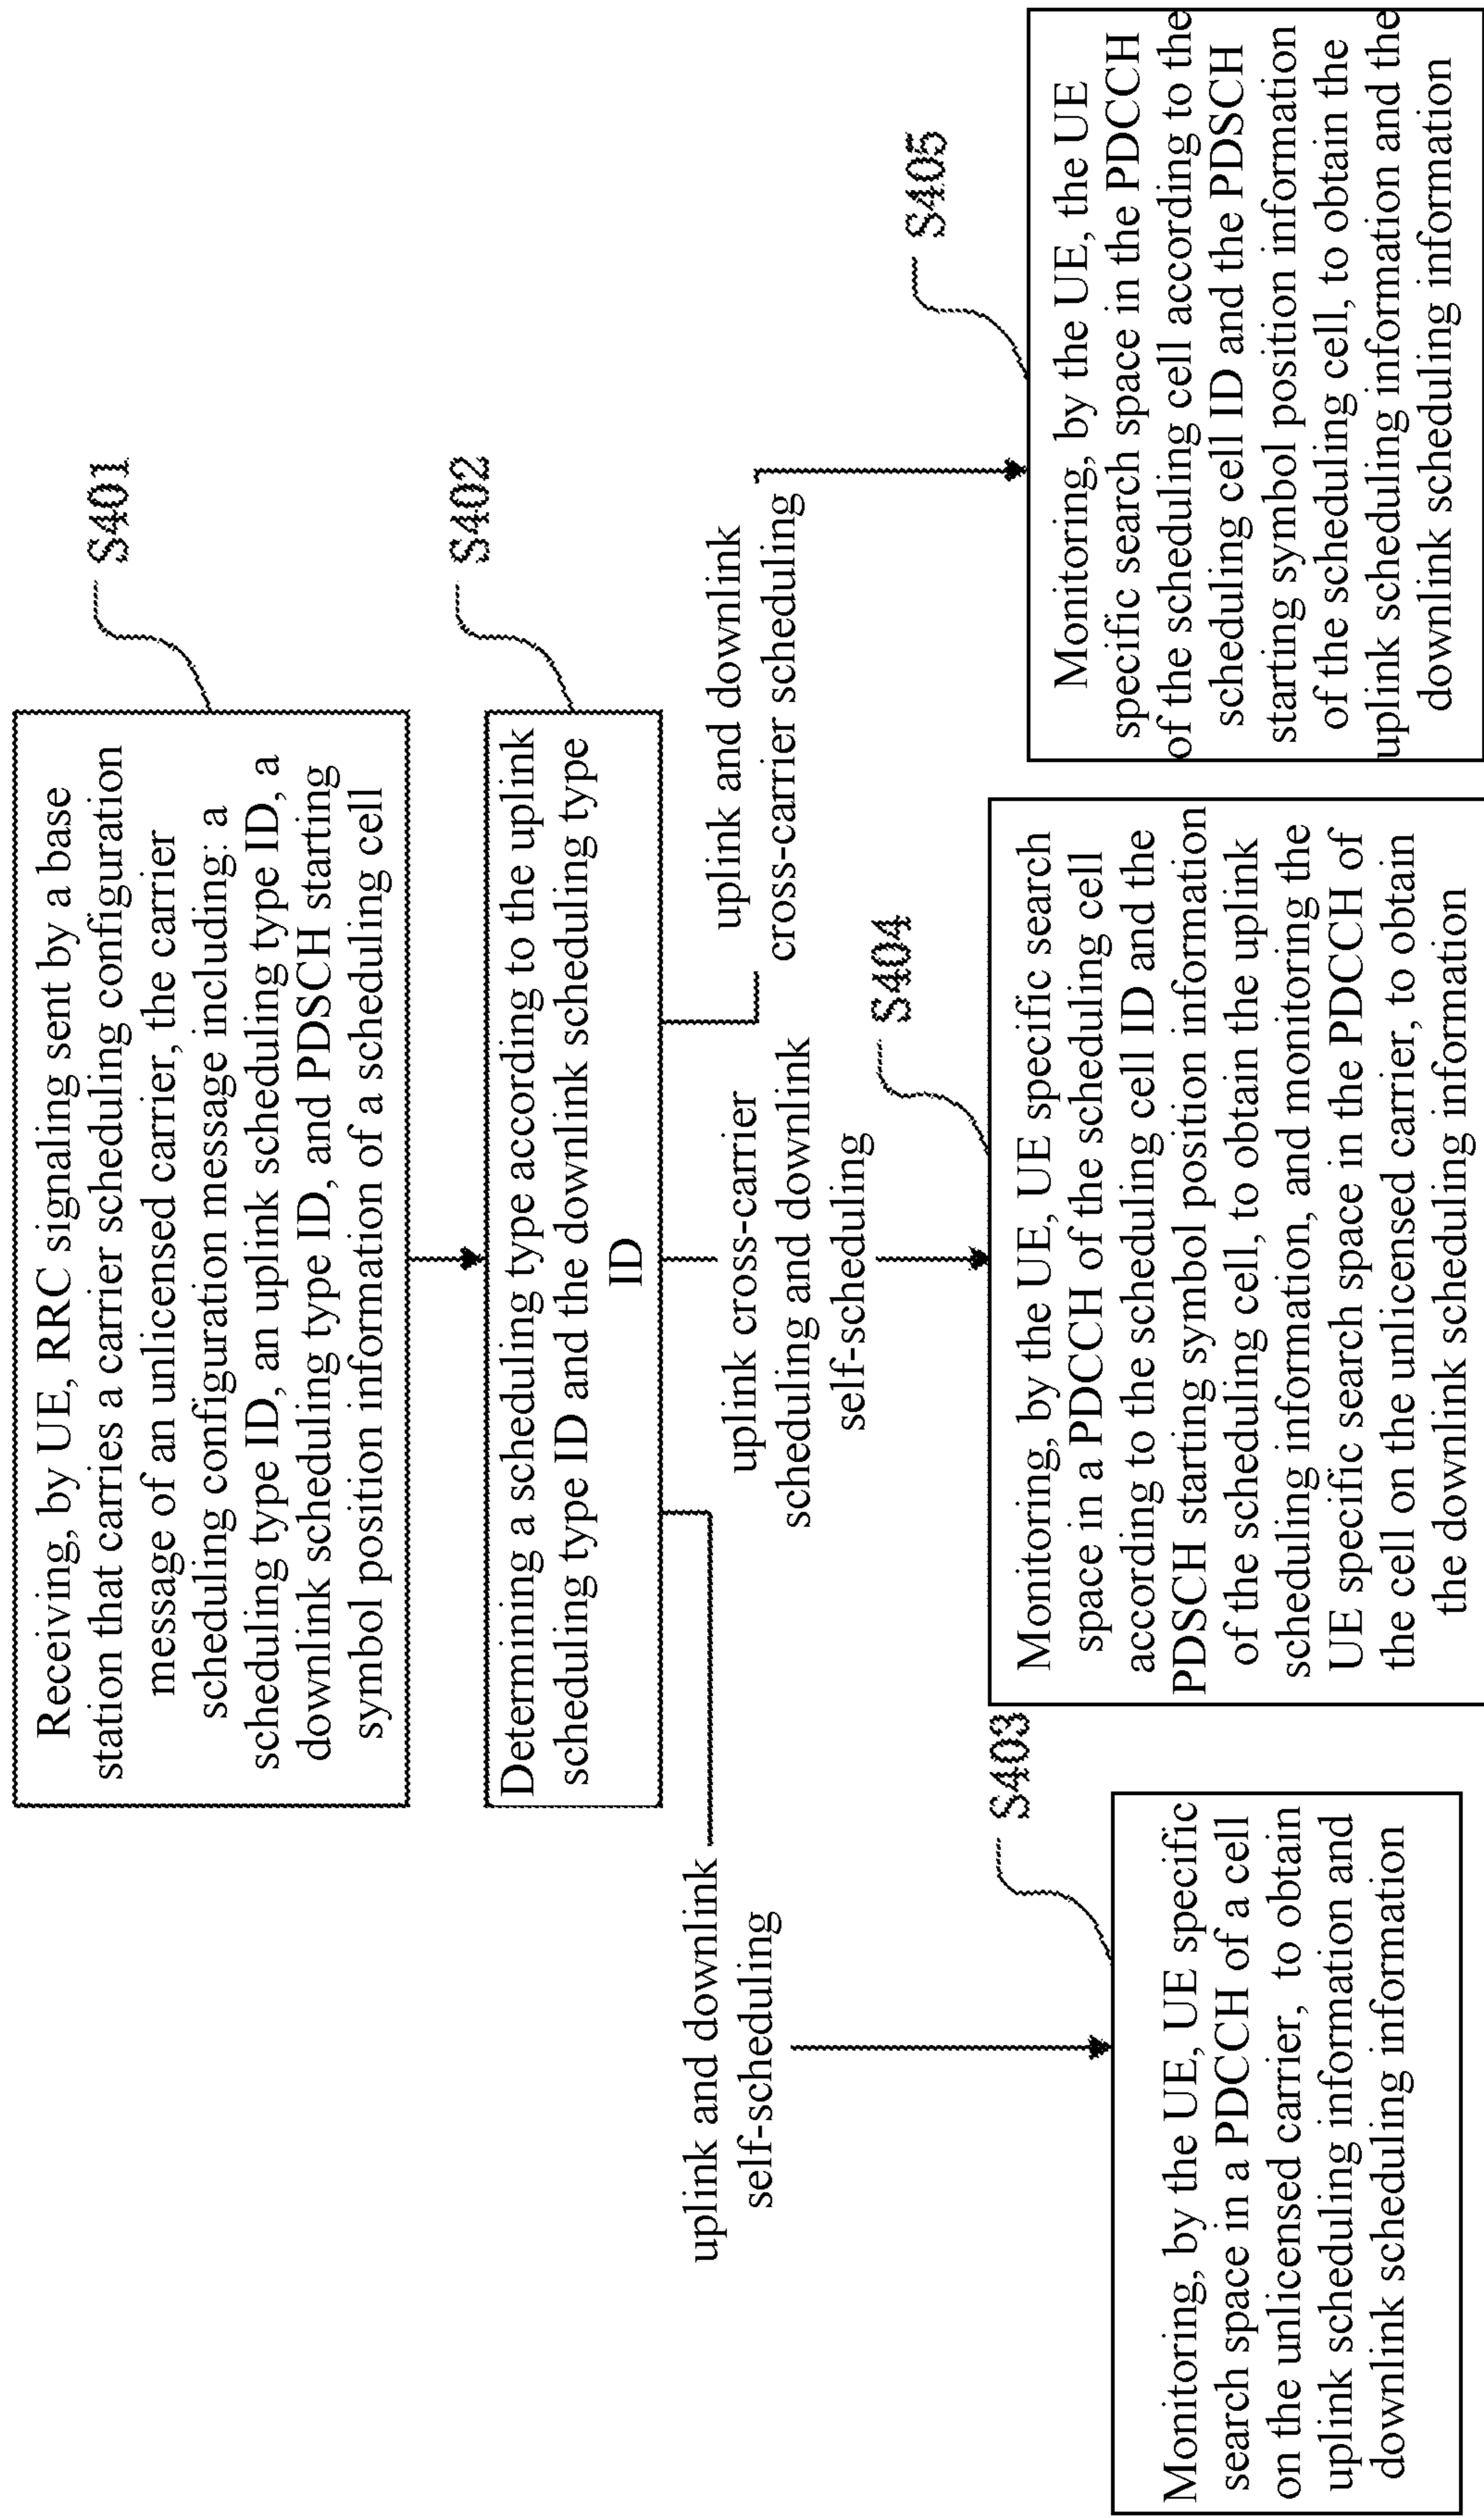 Receiving, by UE, RRC signaling sent by a base
station that carries a carrier scheduling configuration
message of an unlicensed carrier, the carrier
scheduling configuration message including: a
scheduling type ID, an uplink scheduling type ID, a
downlink scheduling type ID, and PDSCH starting
symbol position information of a scheduling cell
S401
Determining a scheduling type according to the uplink
scheduling type ID and the downlink scheduling type
ID
S402
uplink and downlink
self-scheduling
uplink cross-carrier
scheduling and downlink
self-scheduling
uplink and downlink
cross-carrier scheduling
Monitoring, by the UE, UE specific
search space in a PDCCH of a cell
on the unlicensed carrier, to obtain
uplink scheduling information and
downlink scheduling information
S403
Monitoring, by the UE, UE specific search
space in a PDCCH of the scheduling cell
according to the scheduling cell ID and the
PDSCH starting symbol position information
of the scheduling cell, to obtain the uplink
scheduling information, and monitoring the
UE specific search space in the PDCCH of
the cell on the unlicensed carrier, to obtain
the downlink scheduling information
S404
Monitoring, by the UE, the UE
specific search space in the PDCCH
of the scheduling cell according to the
scheduling cell ID and the PDSCH
starting symbol position information
of the scheduling cell, to obtain the
uplink scheduling information and the
downlink scheduling information
S405